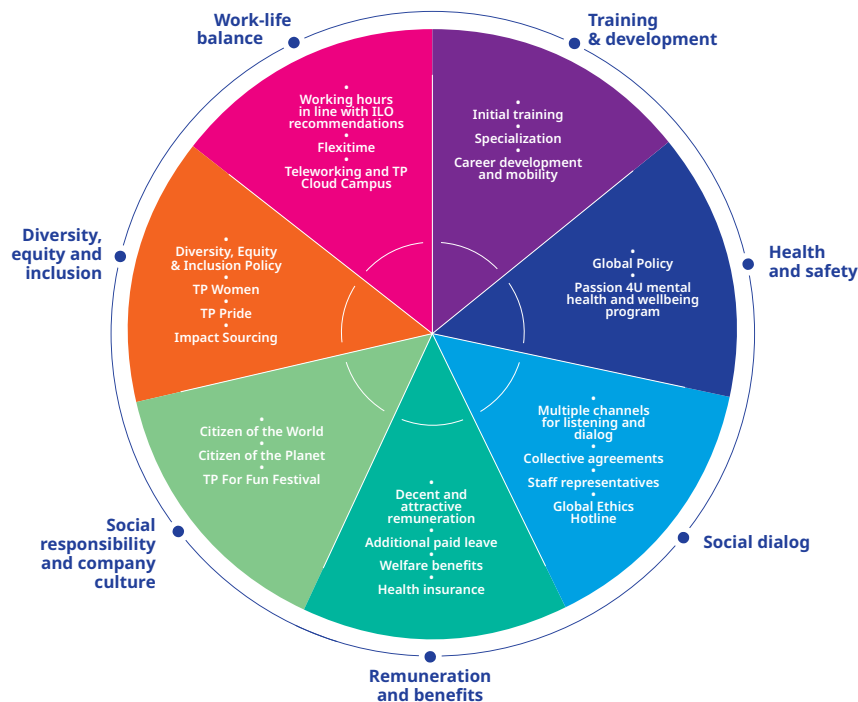 Work-life
balance
Training
& development
•
Working hours
in line with ILO
recommendations
•
Flexitime
•
Teleworking and TP
Cloud Campus
•
Initial training
•
Specialization
•
Career development
and mobility
Diversity,
equity and
inclusion
•
Diversity, Equity
& Inclusion Policy
•
TP Women
•
TP Pride
•
Impact Sourcing
•
Global Policy
•
Passion 4U mental
health and wellbeing
program
Health
and safety
•
Citizen of the World
•
Citizen of the Planet
•
TP For Fun Festival
•
Multiple channels
for listening and
dialog
•
Collective agreements
•
Staff representatives
•
Global Ethics
Hotline
•
Decent and
attractive
remuneration
•
Additional paid leave
•
Welfare benefits
•
Health insurance
Social
responsibility
and company
culture
Social dialog
Remuneration
and benefits